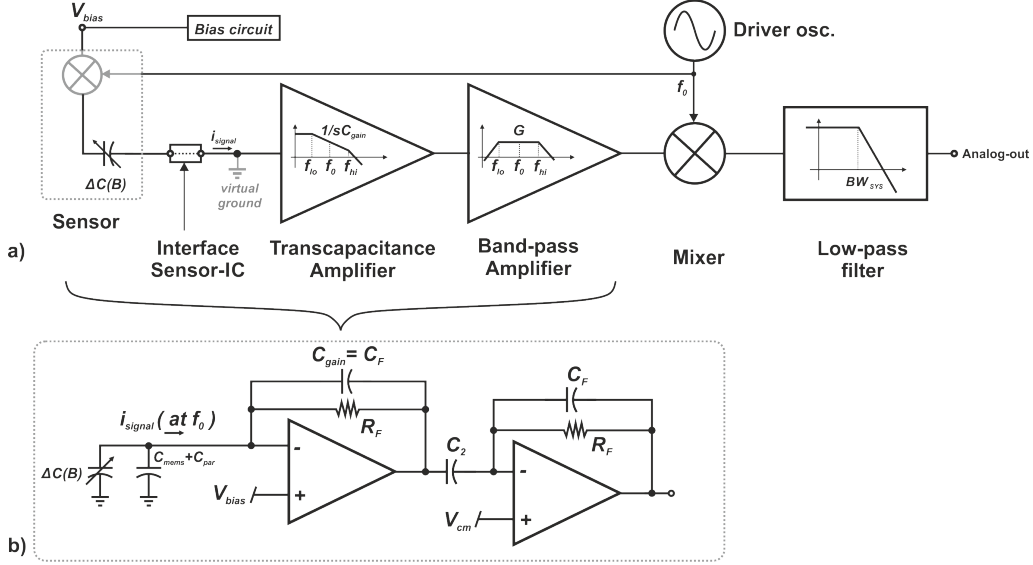 V_bias
Bias circuit
Driver osc.
f_0
i_signal
1/sC_gain
f_lo f_0 f_hi
G
f_lo f_0 f_hi
BW_SYS
Analog-out
ΔC(B)
virtual
ground
Sensor
a)
Interface
Sensor-IC
Transcapacitance
Amplifier
Band-pass
Amplifier
Mixer
Low-pass
filter
C_gain = C_F
R_F
i_signal ( at f_0 )
C_F
R_F
C_2
ΔC(B)
C_mems + C_par
-
+
V_bias
-
+
V_cm
b)